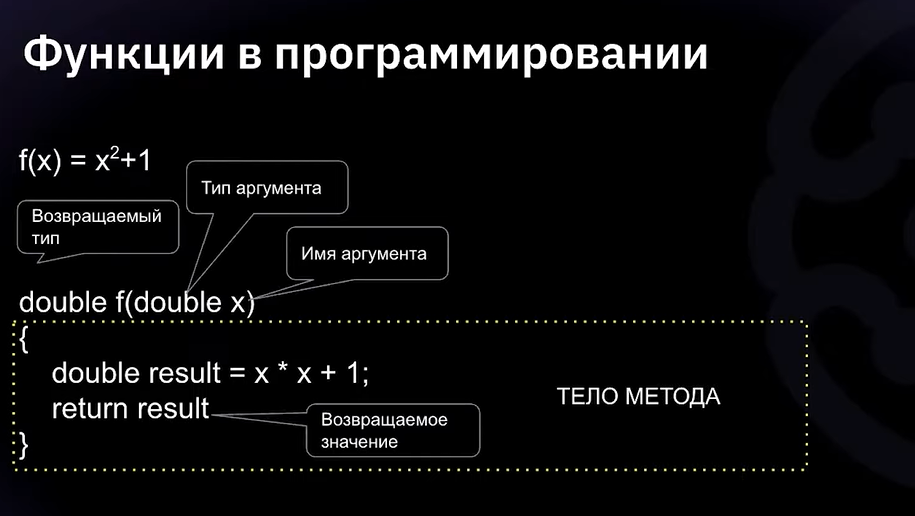 Функции в программировании
f(x) = x²+1
Тип аргумента
Возвращаемый
тип
Имя аргумента
double f(double x)
{
double result = x * x + 1;
return result
ТЕЛО МЕТОДА
Возвращаемое
значение
}